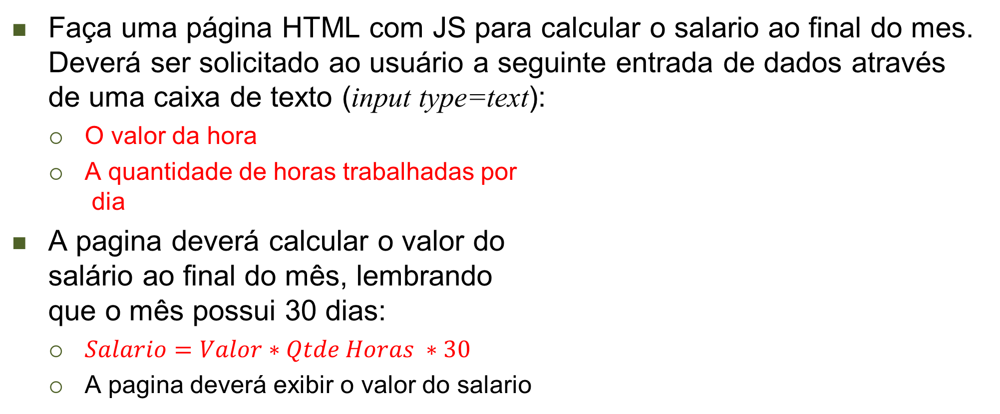 Faça uma página HTML com JS para calcular o salario ao final do mes.
Deverá ser solicitado ao usuário a seguinte entrada de dados através
de uma caixa de texto (input type=text):
O valor da hora
A quantidade de horas trabalhadas por
dia
A pagina deverá calcular o valor do
salário ao final do mês, lembrando
que o mês possui 30 dias:
Salario = Valor ∗ Qtde Horas ∗ 30
A pagina deverá exibir o valor do salario